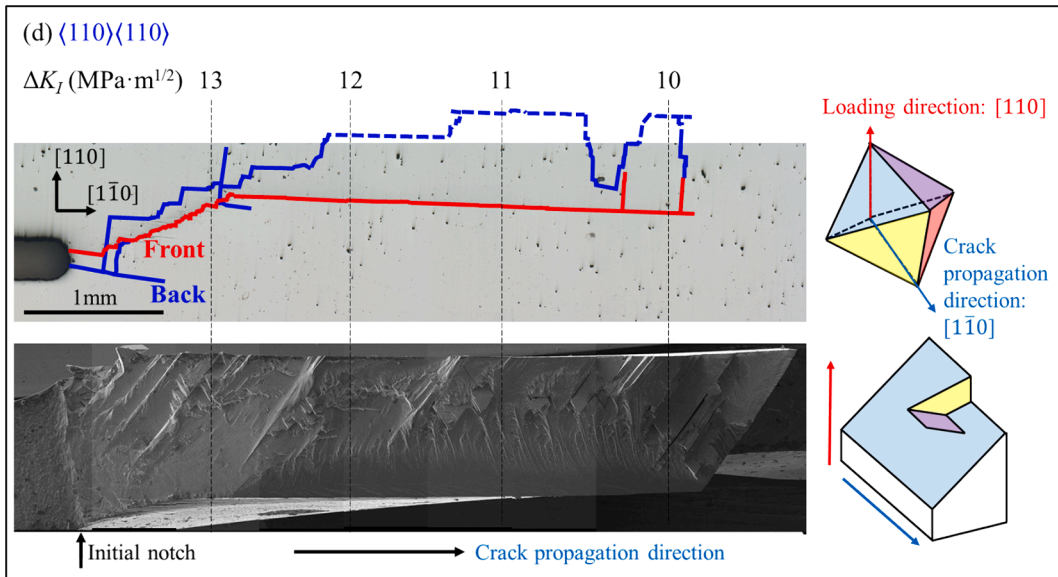 (d) ⟨110⟩⟨110⟩
ΔK_I (MPa·m^{1/2}) 13 12 11 10
[110]
[11̄0]
Front
Back
1mm
Loading direction: [110]
Crack
propagation
direction:
[11̄0]
Initial notch
Crack propagation direction